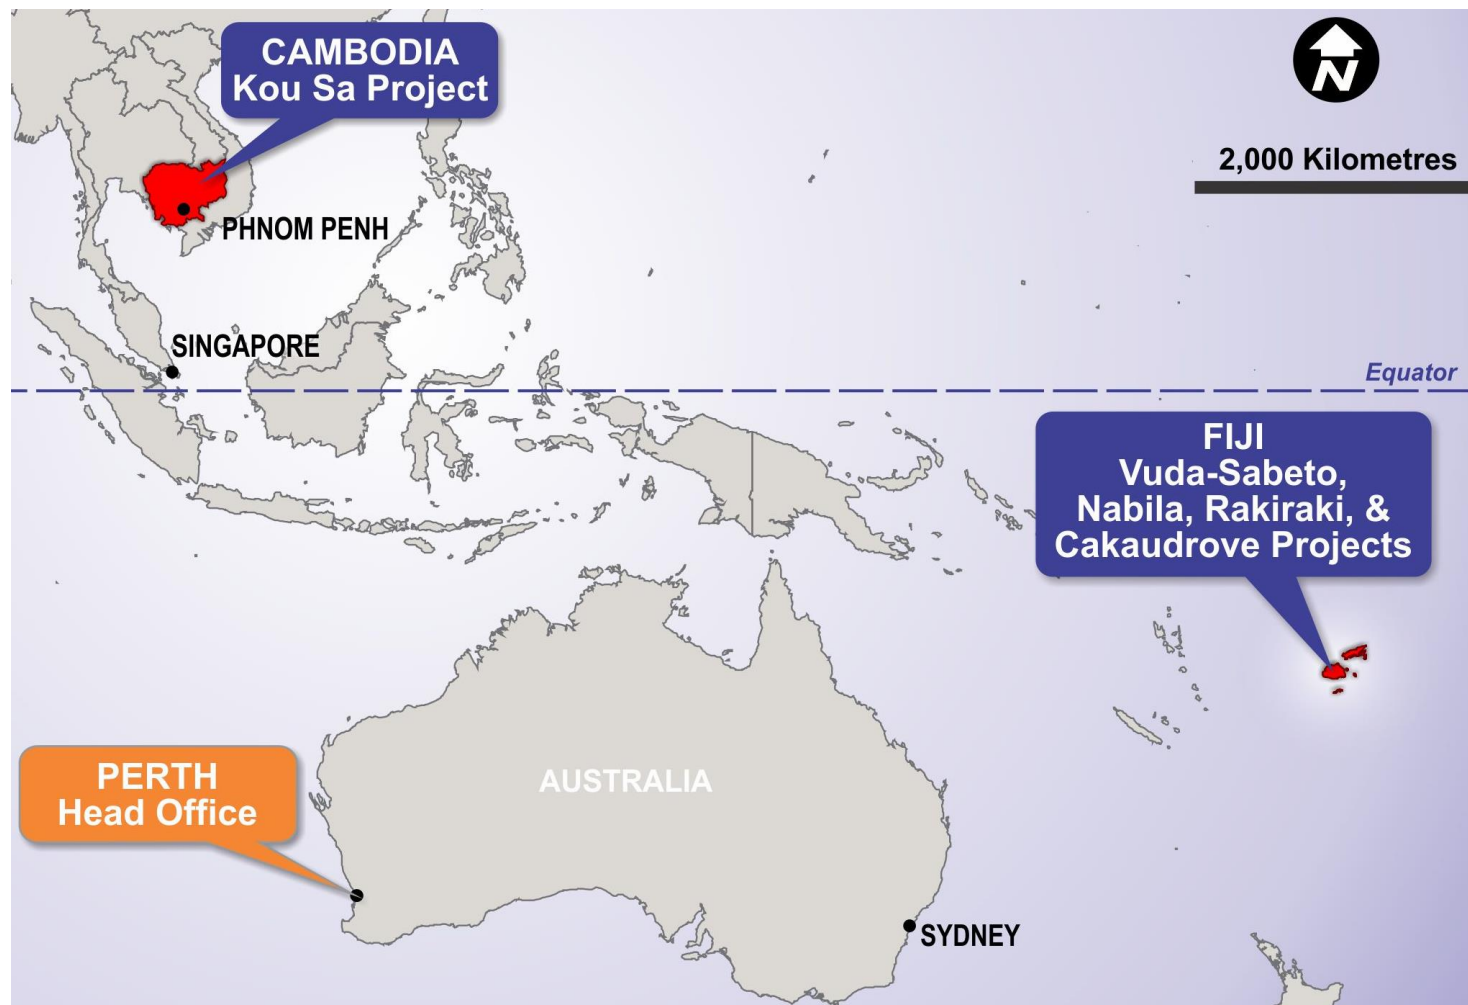 CAMBODIA
Kou Sa Project
N
2,000 Kilometres
PHNOM PENH
SINGAPORE
Equator
FIJI
Vuda-Sabeto,
Nabila, Rakiraki, &
Cakaudrove Projects
PERTH
Head Office
AUSTRALIA
SYDNEY